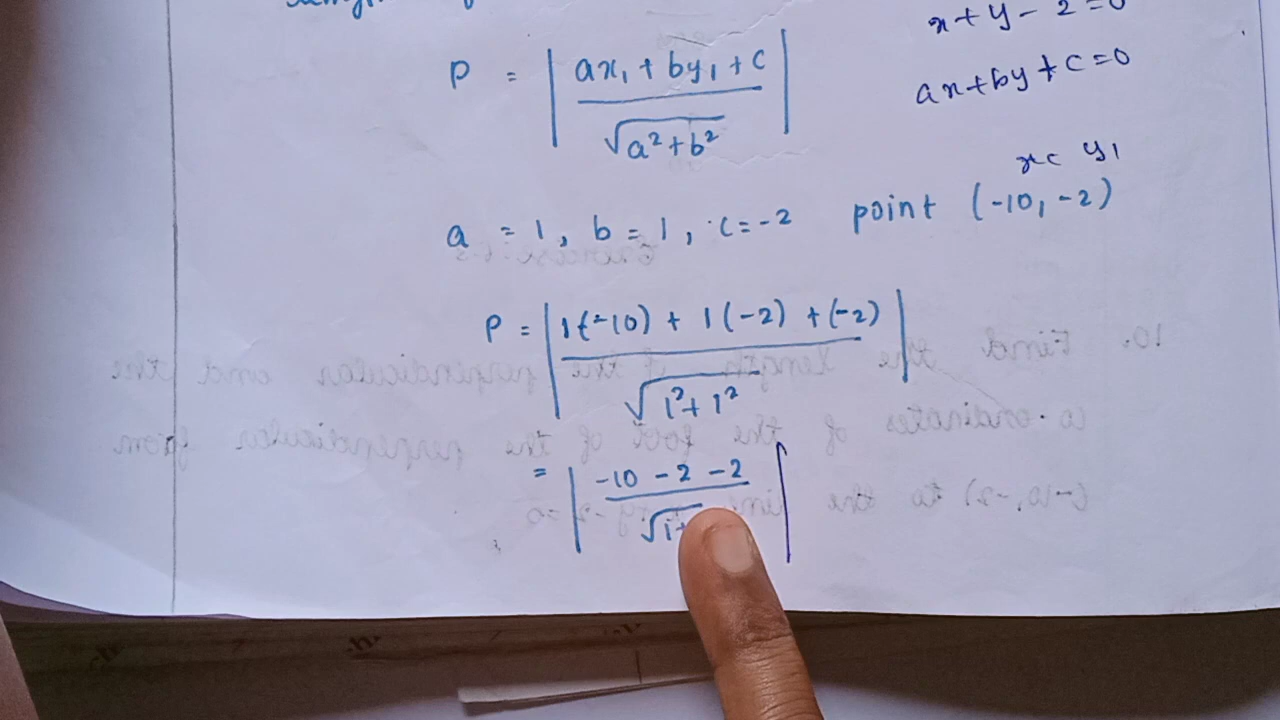 x + y - 2 = 0
P = | ax₁ + by₁ + c / √a² + b² |
ax + by + c = 0
y₁
a = 1, b = 1, c = -2 point (-10, -2)
P = | 1(-10) + 1(-2) + (-2) / √1² + 1² |
= | -10 - 2 - 2 / √1+ |